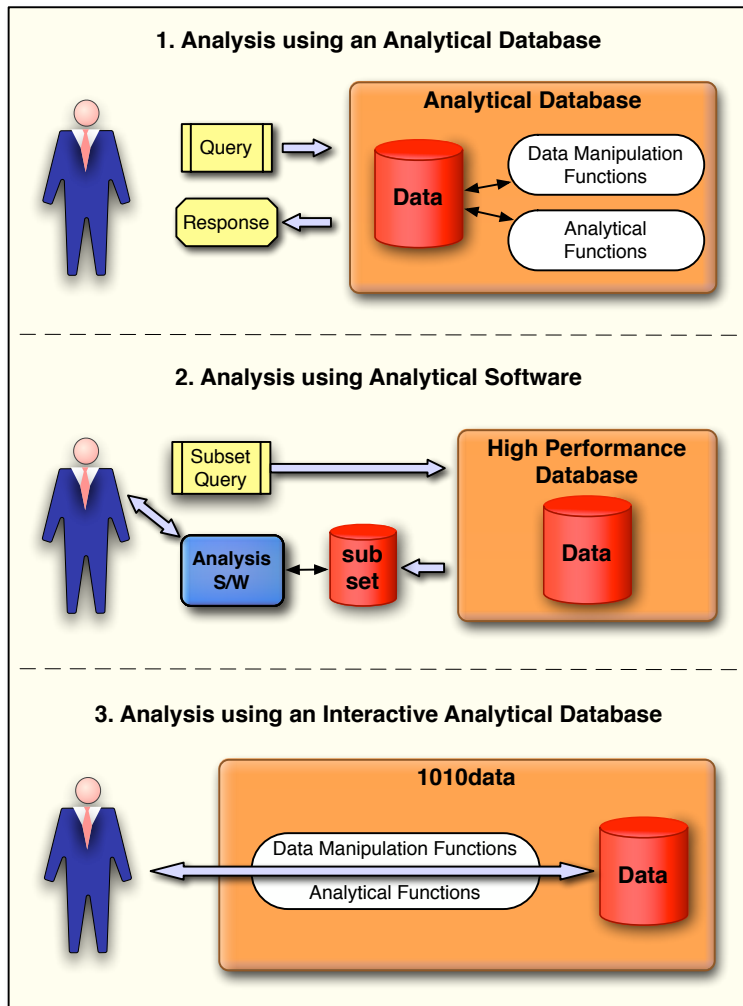 1. Analysis using an Analytical Database
Analytical Database
Query
Response
Data
Data Manipulation
Functions
Analytical
Functions
2. Analysis using Analytical Software
Subset
Query
High Performance
Database
Analysis
S/W
sub
set
Data
3. Analysis using an Interactive Analytical Database
1010data
Data Manipulation Functions
Analytical Functions
Data